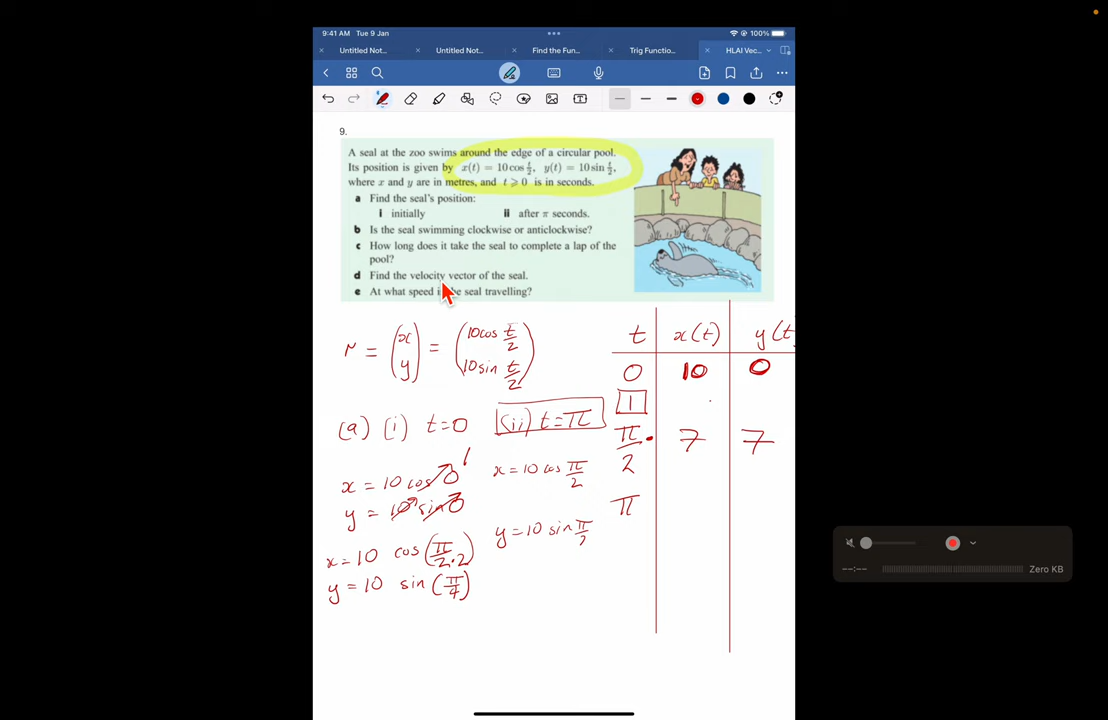 9:41 AM Tue 9 Jan
100%
Untitled Not...
Untitled Not...
Find the Fun...
Trig Functio...
HLAI Vec...
9.
A seal at the zoo swims around the edge of a circular pool.
Its position is given by x(t) = 10 cos t/2, y(t) = 10 sin t/2,
where x and y are in metres, and t ⩾ 0 is in seconds.
a Find the seal's position:
i initially ii after π seconds.
b Is the seal swimming clockwise or anticlockwise?
c How long does it take the seal to complete a lap of the
pool?
d Find the velocity vector of the seal.
e At what speed is the seal travelling?
r = (x y) = (10cos t/2 10sin t/2)
t x(t) y(t
0 10 0
1
π/2 7 7
π
(a) (i) t=0 (ii) t=π
x = 10 cos 0 1
y = 10 sin 0
x = 10 cos π/2
y = 10 sin π/2
x = 10 cos (π/2·2)
y = 10 sin (π/4)
--:--
Zero KB